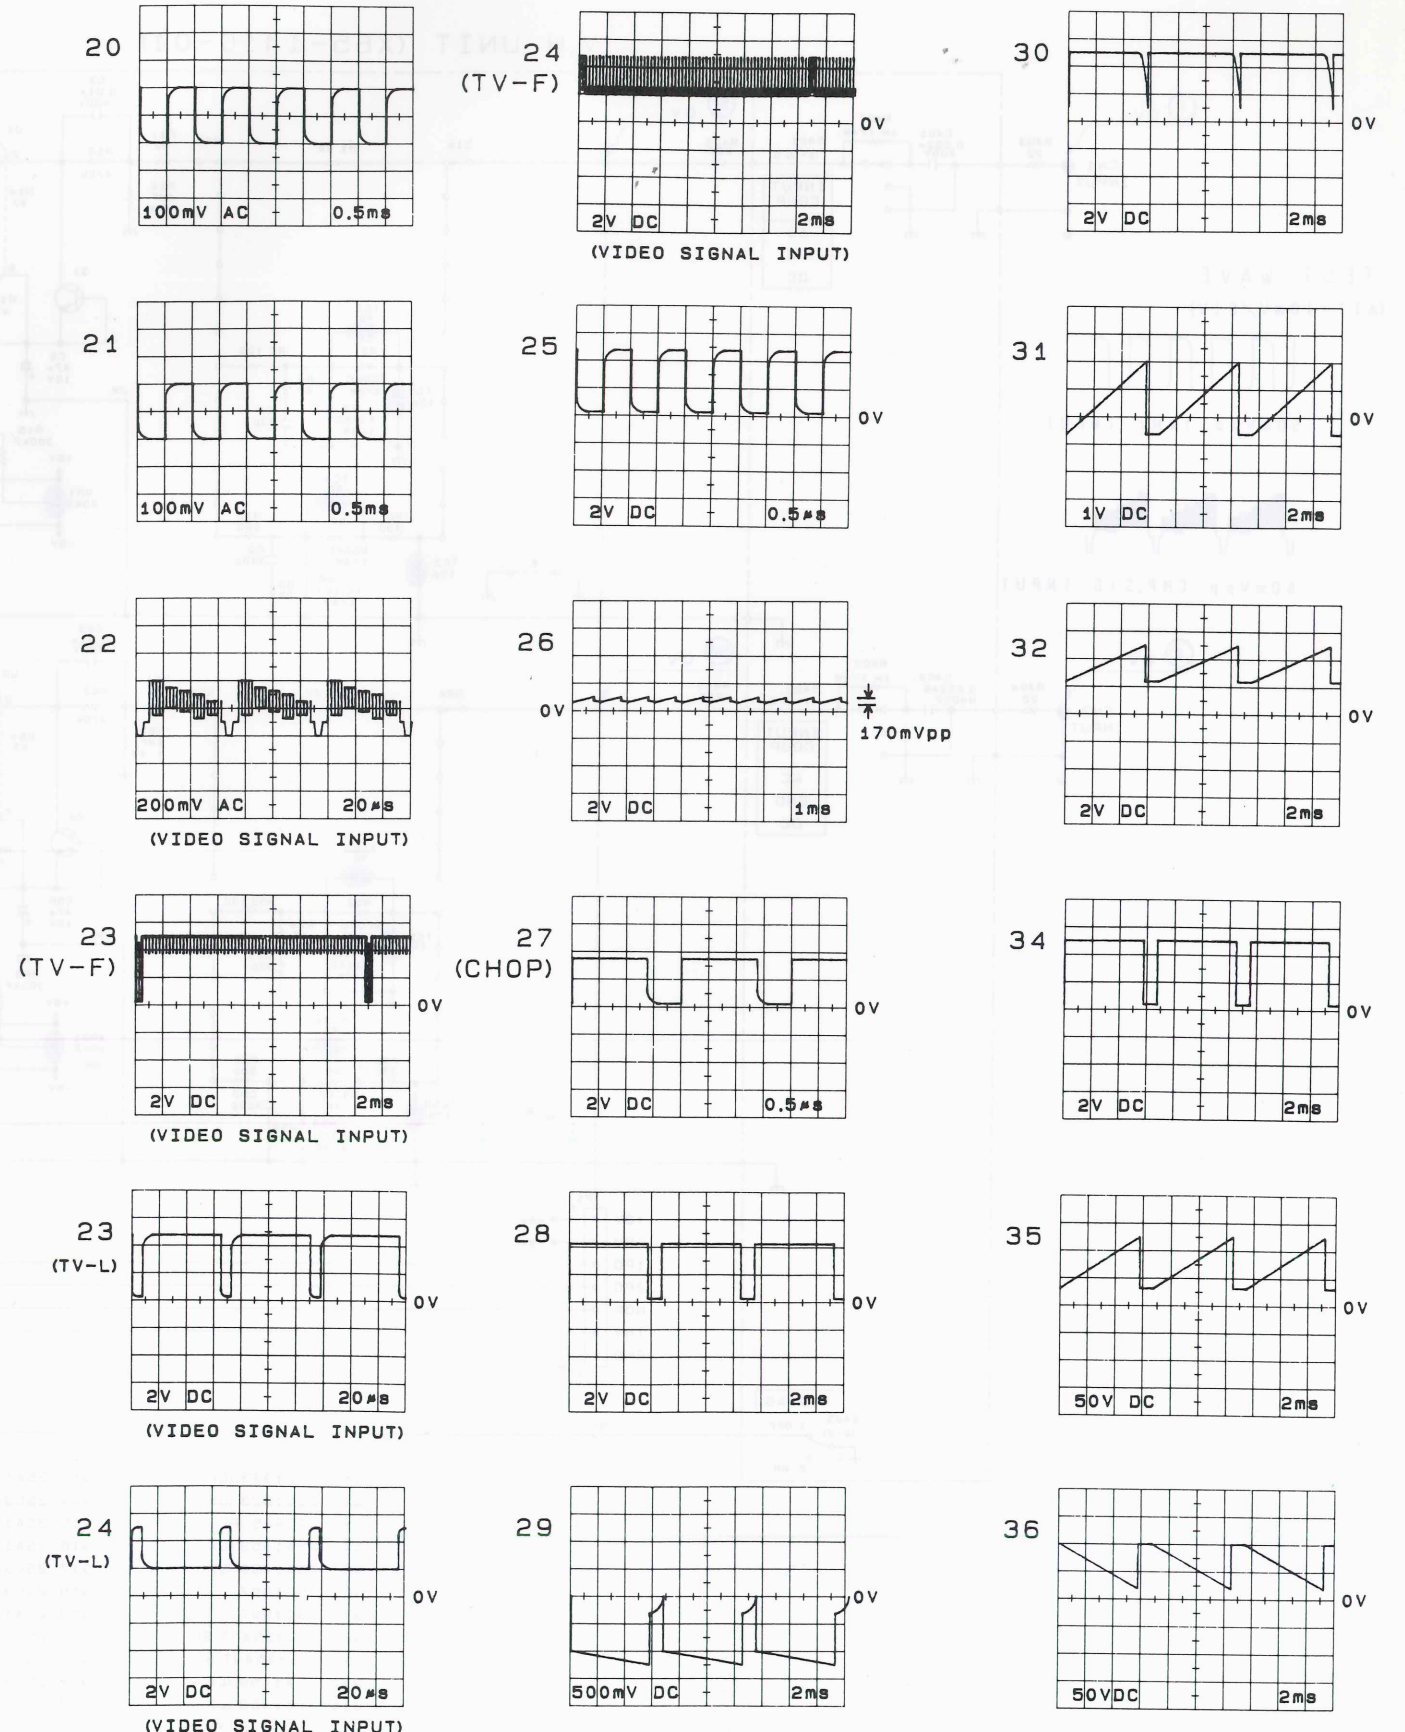 20
100mV AC 0.5ms
21
100mV AC 0.5ms
22
200mV AC 20μs
(VIDEO SIGNAL INPUT)
23
(TV-F)
0V
2V DC 2ms
(VIDEO SIGNAL INPUT)
23
(TV-L)
0V
2V DC 20μs
(VIDEO SIGNAL INPUT)
24
(TV-L)
0V
2V DC 20μs
(VIDEO SIGNAL INPUT)
24
(TV-F)
0V
2V DC 2ms
(VIDEO SIGNAL INPUT)
25
0V
2V DC 0.5μs
26
0V
170mVpp
2V DC 1ms
27
(CHOP)
0V
2V DC 0.5μs
28
0V
2V DC 2ms
29
0V
500mV DC 2ms
30
0V
2V DC 2ms
31
0V
1V DC 2ms
32
0V
2V DC 2ms
34
0V
2V DC 2ms
35
0V
50V DC 2ms
36
0V
50VDC 2ms